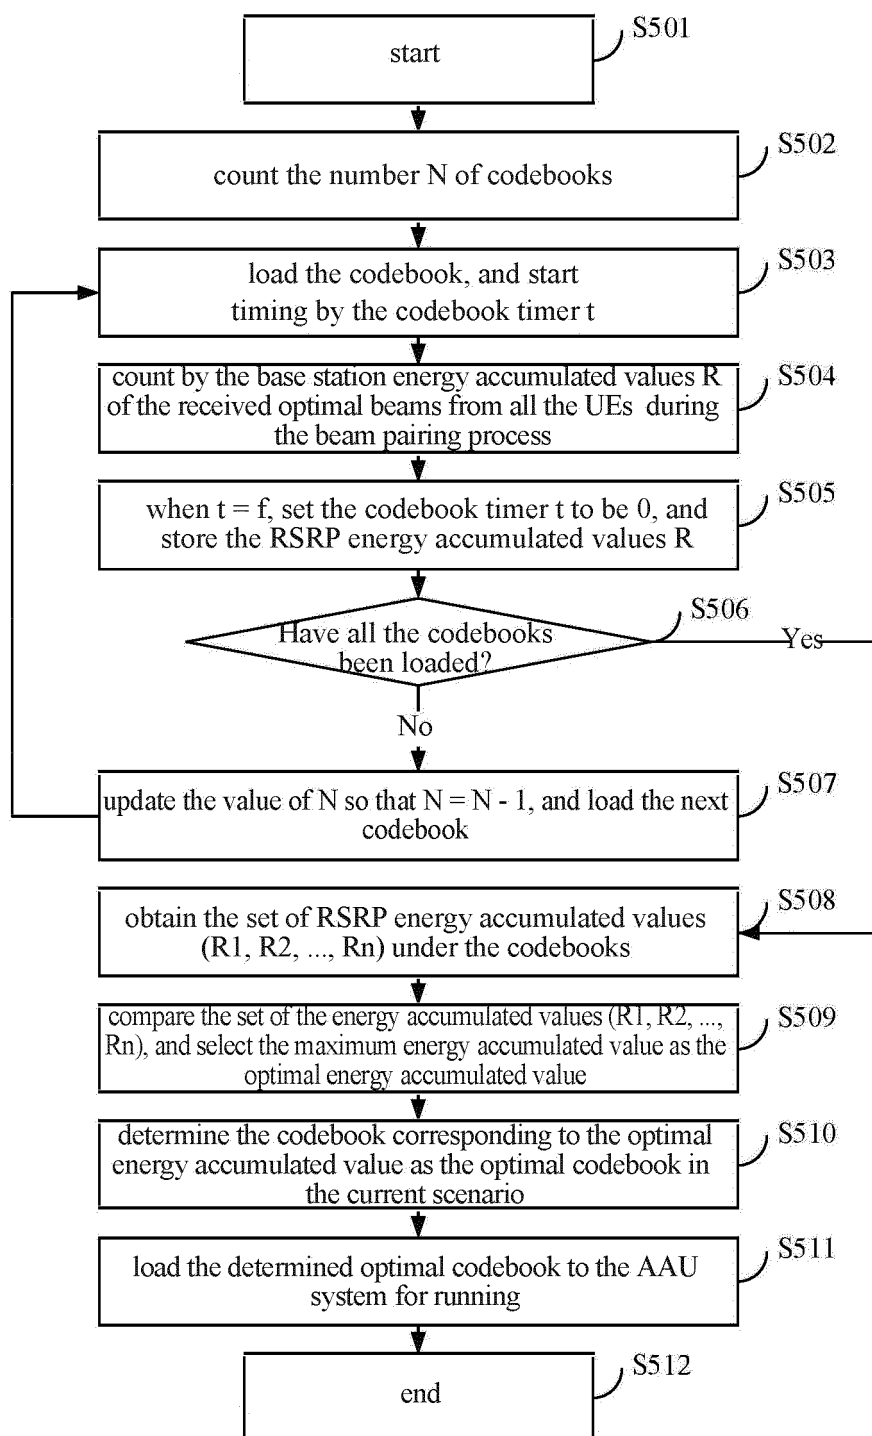 start
S501
count the number N of codebooks
S502
load the codebook, and start
timing by the codebook timer t
S503
count by the base station energy accumulated values R
of the received optimal beams from all the UEs during
the beam pairing process
S504
when t = f, set the codebook timer t to be 0, and
store the RSRP energy accumulated values R
S505
Have all the codebooks
been loaded?
S506
Yes
No
update the value of N so that N = N - 1, and load the next
codebook
S507
obtain the set of RSRP energy accumulated values
(R1, R2, ..., Rn) under the codebooks
S508
compare the set of the energy accumulated values (R1, R2, ...,
Rn), and select the maximum energy accumulated value as the
optimal energy accumulated value
S509
determine the codebook corresponding to the optimal
energy accumulated value as the optimal codebook in
the current scenario
S510
load the determined optimal codebook to the AAU
system for running
S511
end
S512